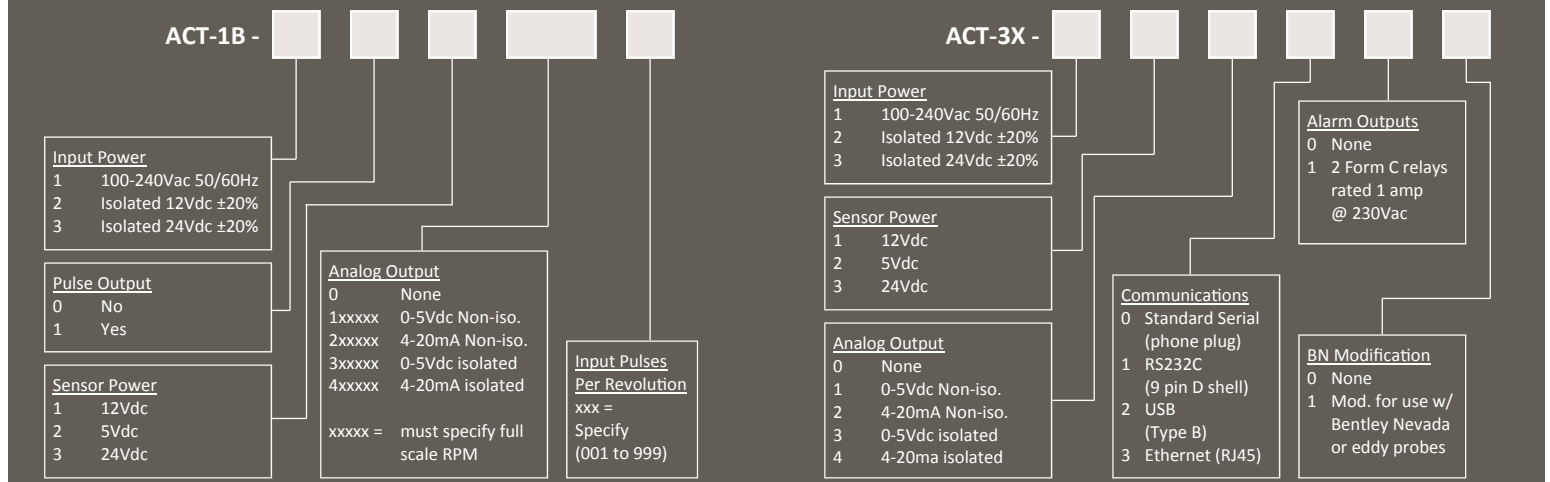 ACT-1B -
Input Power
1 100-240Vac 50/60Hz
2 Isolated 12Vdc ±20%
3 Isolated 24Vdc ±20%
Pulse Output
0 No
1 Yes
Sensor Power
1 12Vdc
2 5Vdc
3 24Vdc
Analog Output
0 None
1xxxxx 0-5Vdc Non-iso.
2xxxxx 4-20mA Non-iso.
3xxxxx 0-5Vdc isolated
4xxxxx 4-20mA isolated
xxxxx = must specify full
scale RPM
Input Pulses
Per Revolution
xxx =
Specify
(001 to 999)
ACT-3X -
Input Power
1 100-240Vac 50/60Hz
2 Isolated 12Vdc ±20%
3 Isolated 24Vdc ±20%
Sensor Power
1 12Vdc
2 5Vdc
3 24Vdc
Analog Output
0 None
1 0-5Vdc Non-iso.
2 4-20mA Non-iso.
3 0-5Vdc isolated
4 4-20ma isolated
Communications
0 Standard Serial
(phone plug)
1 RS232C
(9 pin D shell)
2 USB
(Type B)
3 Ethernet (RJ45)
Alarm Outputs
0 None
1 2 Form C relays
rated 1 amp
@ 230Vac
BN Modification
0 None
1 Mod. for use w/
Bentley Nevada
or eddy probes